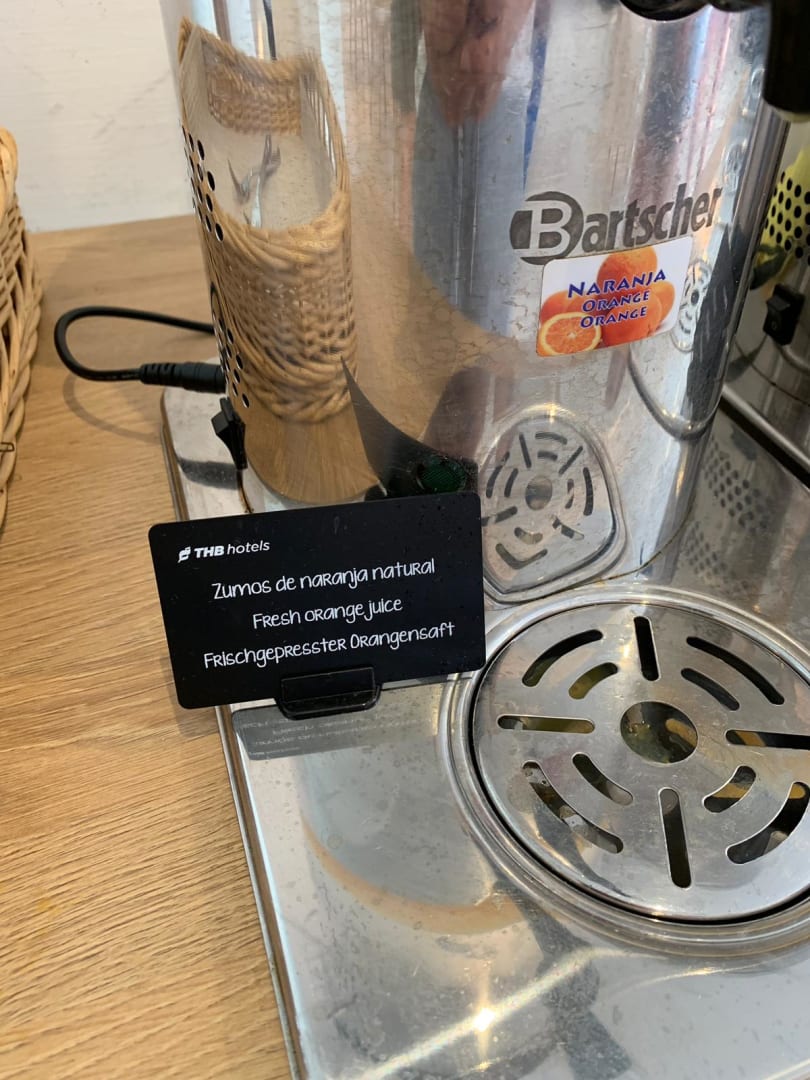 Bartscher
NARANJA
ORANGE
ORANGE
THB hotels
Zumos de naranja natural
Fresh orange juice
Frischgepresster Orangensaft